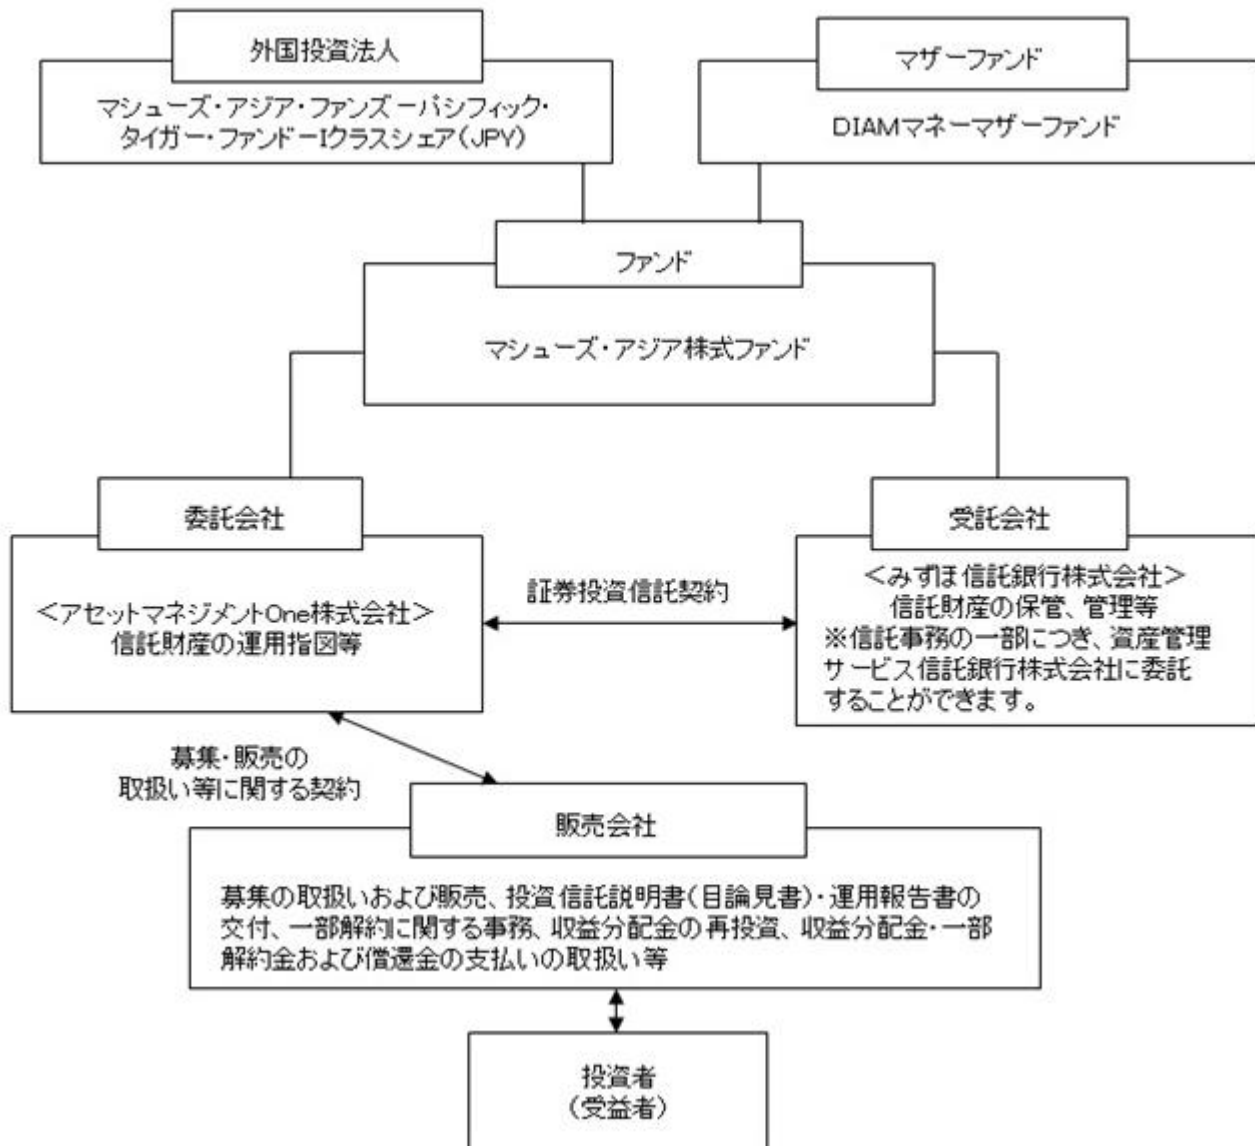 外国投資法人
マシューズ・アジア・ファンズーパシフィック・
タイガー・ファンドーIクラスシェア(JPY)
マザーファンド
DIAMマネーマザーファンド
ファンド
マシューズ・アジア株式ファンド
委託会社
<アセットマネジメントOne株式会社>
信託財産の運用指図等
証券投資信託契約
受託会社
<みずほ信託銀行株式会社>
信託財産の保管、管理等
※信託事務の一部につき、資産管理
サービス信託銀行株式会社に委託
することができます。
募集・販売の
取扱い等に関する契約
販売会社
募集の取扱いおよび販売、投資信託説明書(目論見書)・運用報告書の
交付、一部解約に関する事務、収益分配金の再投資、収益分配金・一部
解約金および償還金の支払いの取扱い等
投資者
(受益者)